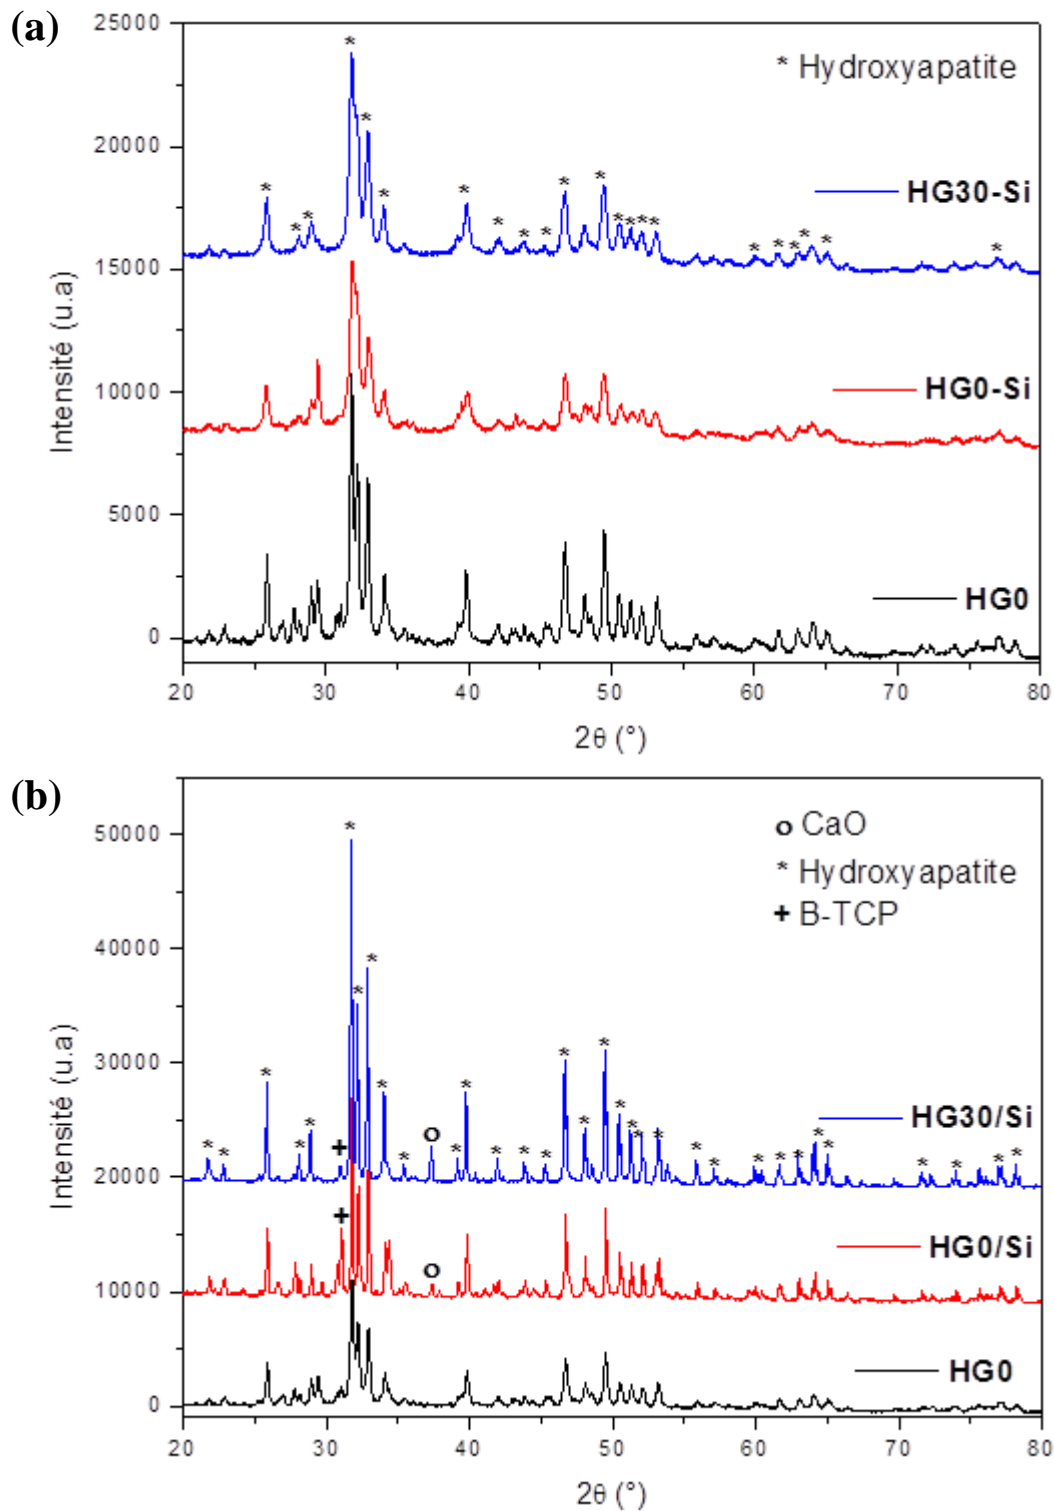 (a)
25000
20000
15000
10000
5000
0
Intensité (u.a)
* Hydroxyapatite
HG30-Si
HG0-Si
HG0
20 30 40 50 60 70 80
2θ (°)
(b)
50000
40000
30000
20000
10000
0
Intensité (u.a)
o CaO
* Hydroxyapatite
+ B-TCP
HG30/Si
HG0/Si
HG0
20 30 40 50 60 70 80
2θ (°)